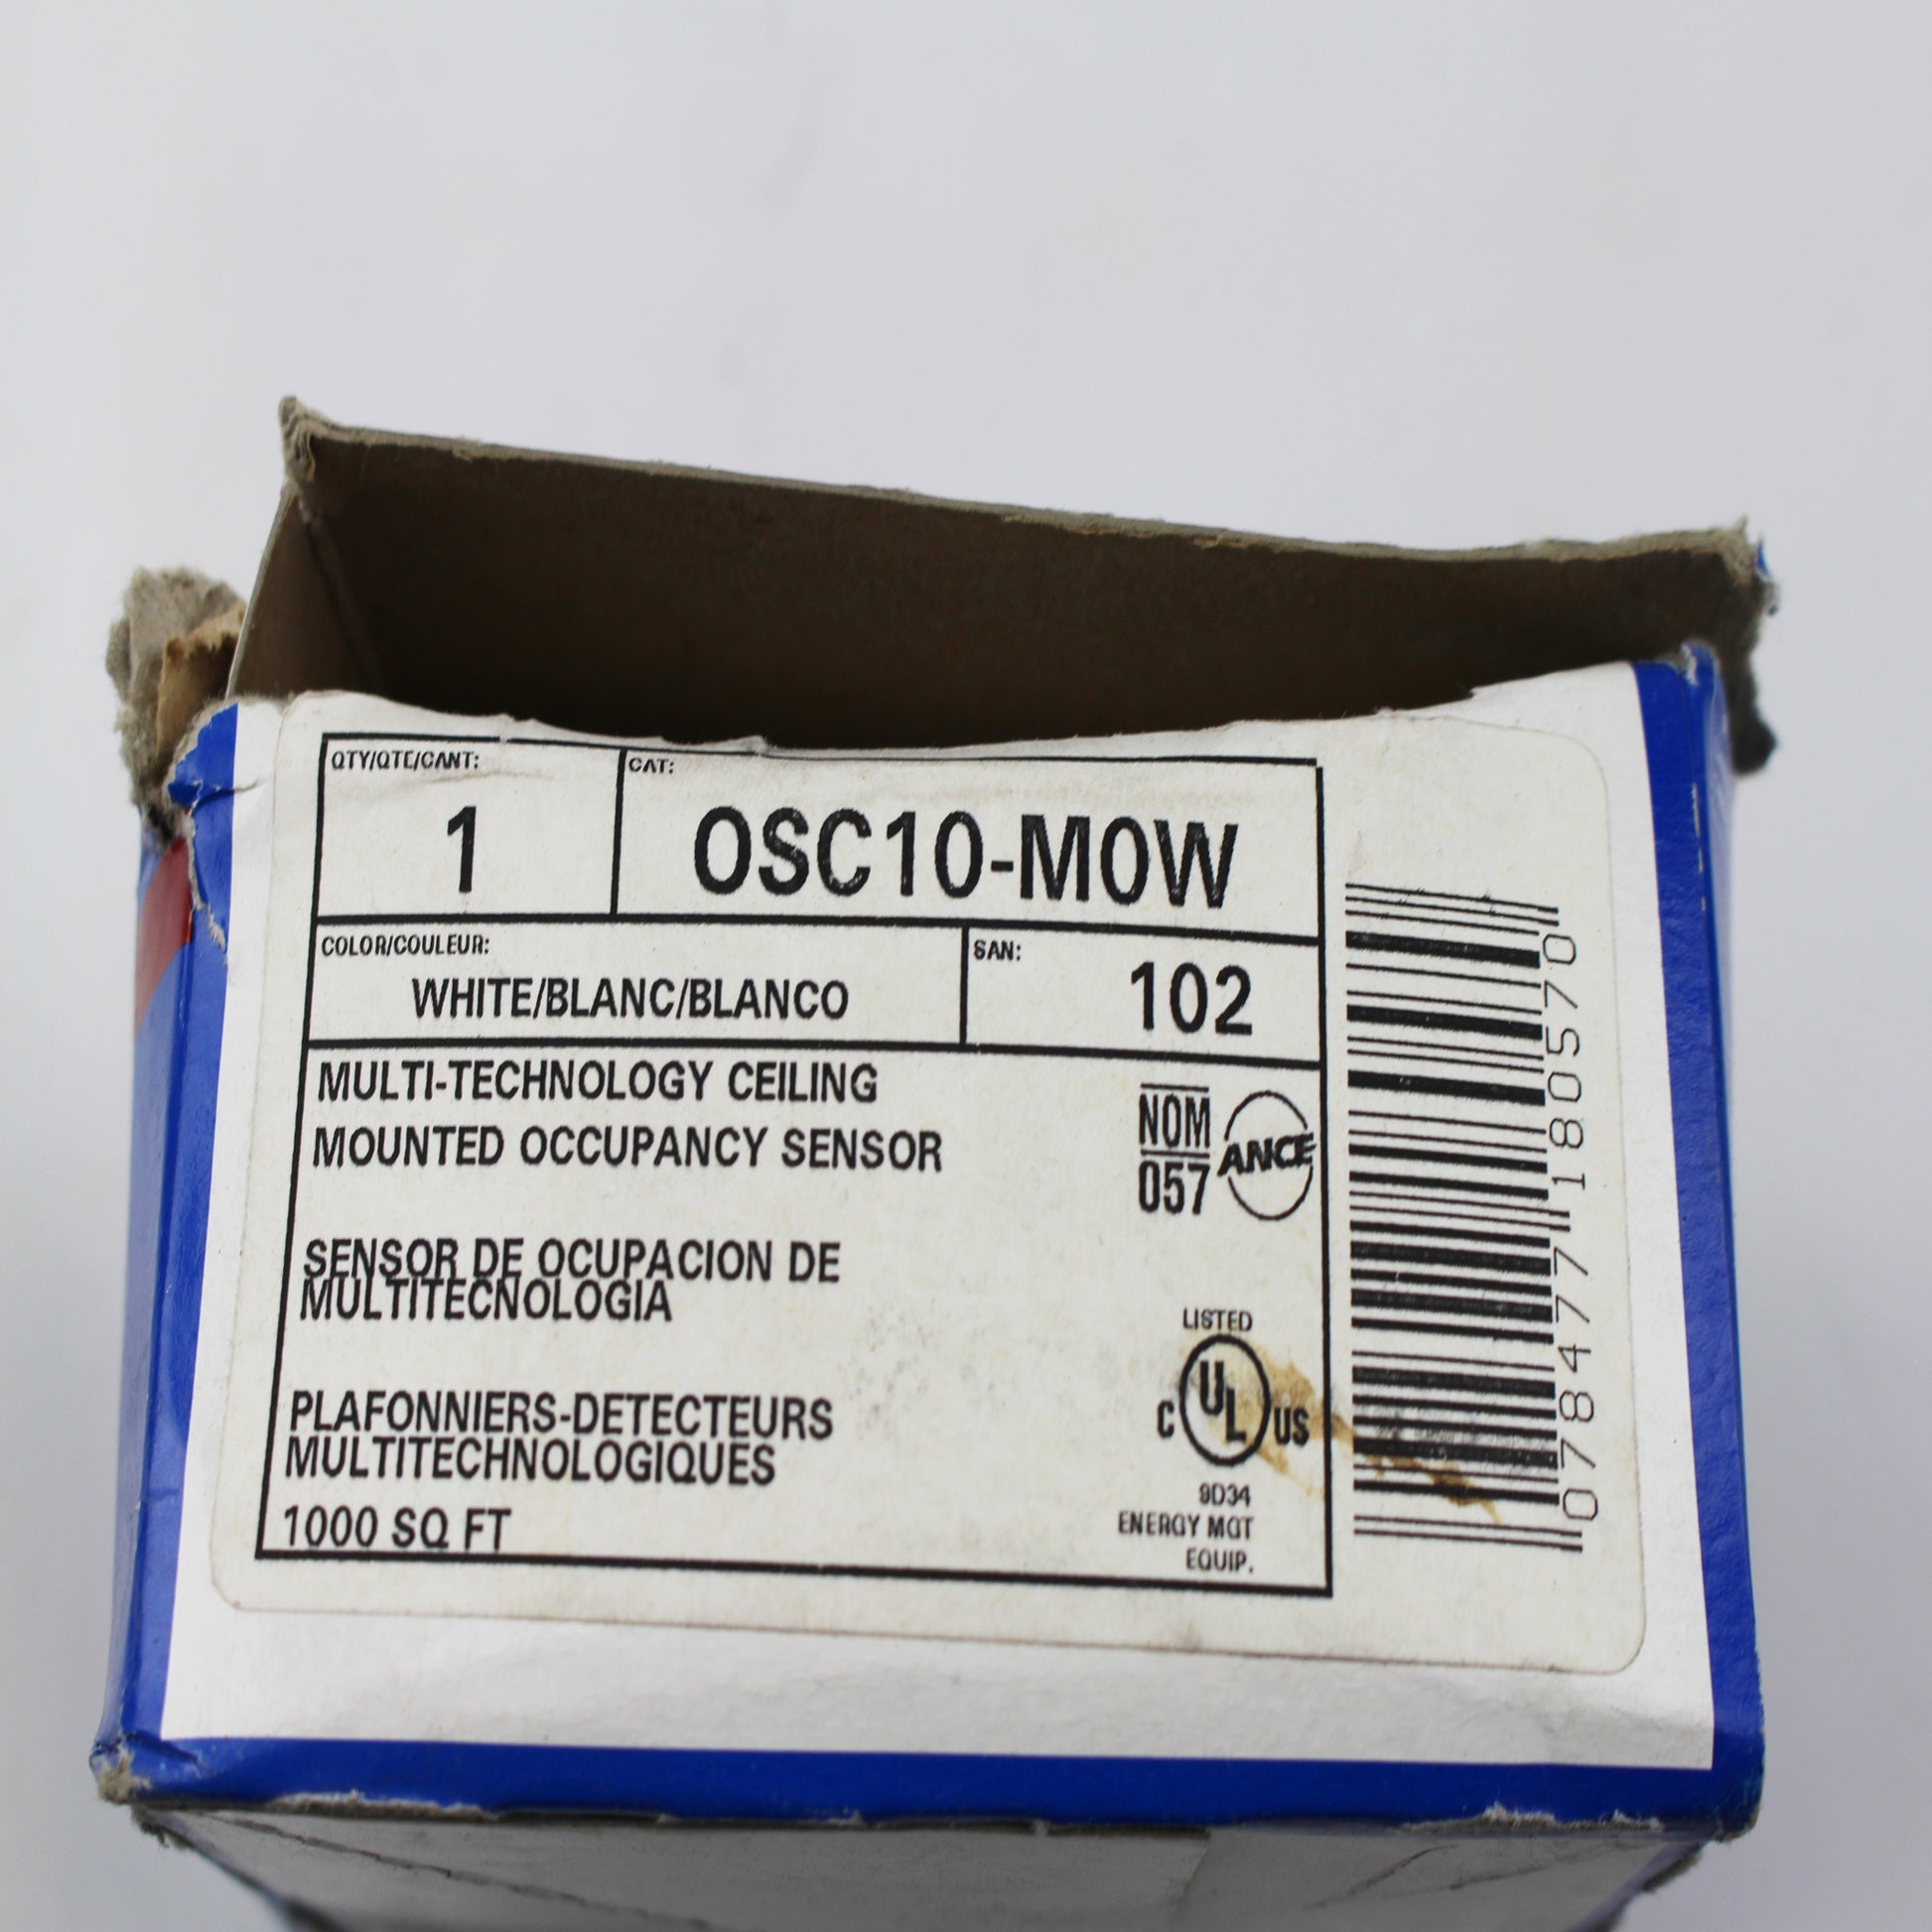 QTY/QTE/CANT:
1
CAT:
OSC10-M0W
COLOR/COULEUR:
WHITE/BLANC/BLANCO
SAN:
102
MULTI-TECHNOLOGY CEILING
MOUNTED OCCUPANCY SENSOR
SENSOR DE OCUPACION DE
MULTITECNOLOGIA
PLAFONNIERS-DETECTEURS
MULTITECHNOLOGIQUES
1000 SQ FT
NOM
057
ANCE
LISTED
C UL US
9D34
ENERGY MGT
EQUIP.
078477180570